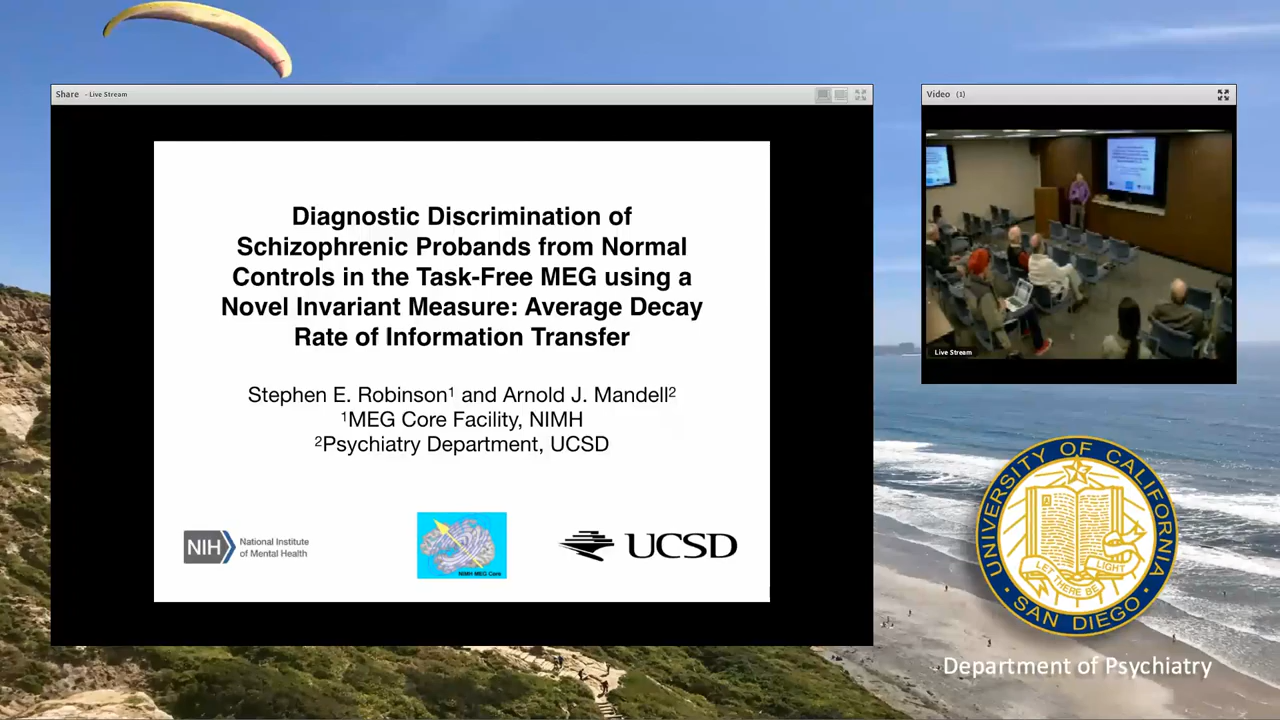 Share - Live Stream
Diagnostic Discrimination of
Schizophrenic Probands from Normal
Controls in the Task-Free MEG using a
Novel Invariant Measure: Average Decay
Rate of Information Transfer
Stephen E. Robinson¹ and Arnold J. Mandell²
¹MEG Core Facility, NIMH
²Psychiatry Department, UCSD
NIH National Institute
of Mental Health
NIMH MEG Core
UCSD
Video (1)
Live Stream
UNIVERSITY OF CALIFORNIA
LET THERE BE LIGHT
SAN DIEGO
Department of Psychiatry